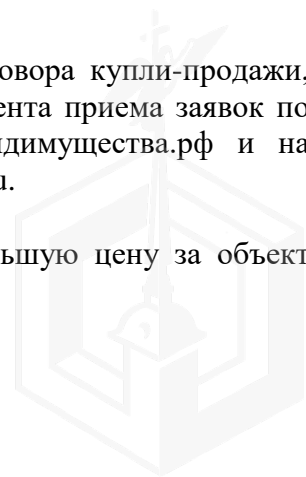 овора купли-продажи,
ента приема заявок по
димущества.рф и на
u.
ьшую цену за объект